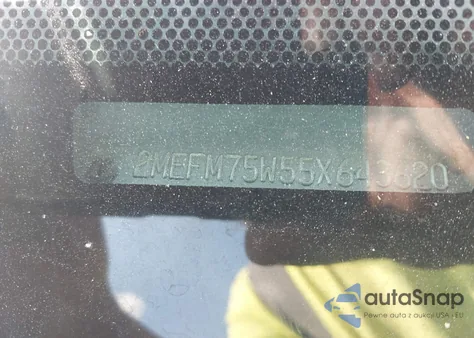 2MEFM75W55X643620
autaSnap
Pewne auta z aukcji USA i EU